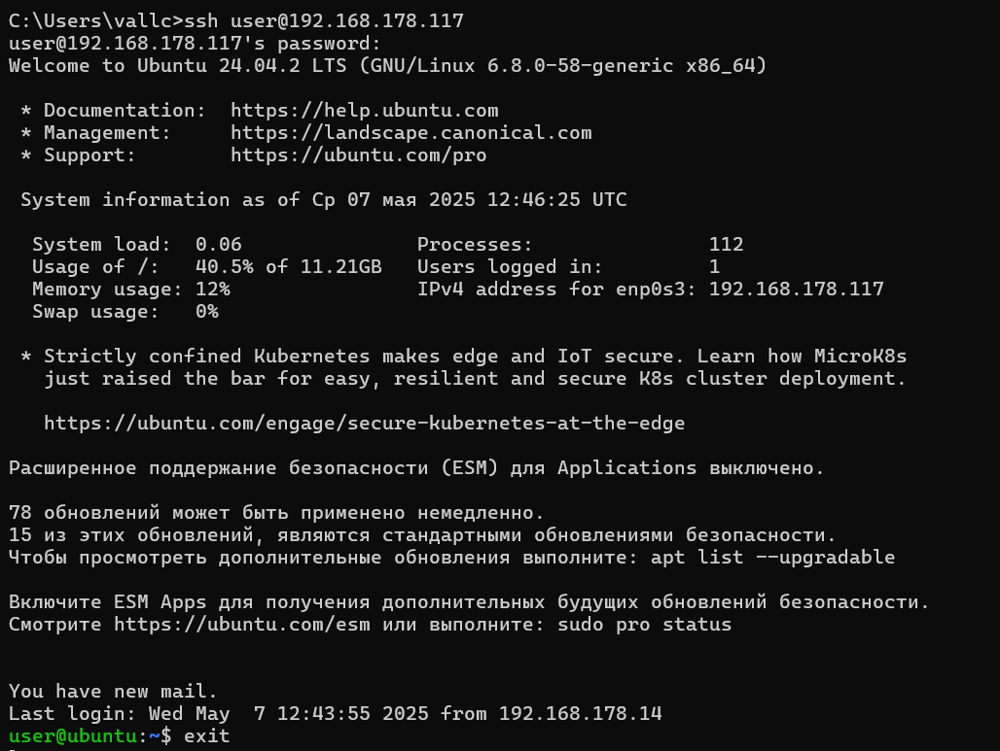 C:\Users\vallc>ssh user@192.168.178.117
user@192.168.178.117's password:
Welcome to Ubuntu 24.04.2 LTS (GNU/Linux 6.8.0-58-generic x86_64)
* Documentation:  https://help.ubuntu.com
* Management:     https://landscape.canonical.com
* Support:        https://ubuntu.com/pro
System information as of Ср 07 мая 2025 12:46:25 UTC
System load:  0.06               Processes:               112
Usage of /:   40.5% of 11.21GB   Users logged in:         1
Memory usage: 12%                IPv4 address for enp0s3: 192.168.178.117
Swap usage:   0%
* Strictly confined Kubernetes makes edge and IoT secure. Learn how MicroK8s
just raised the bar for easy, resilient and secure K8s cluster deployment.
https://ubuntu.com/engage/secure-kubernetes-at-the-edge
Расширенное поддержание безопасности (ESM) для Applications выключено.
78 обновлений может быть применено немедленно.
15 из этих обновлений, являются стандартными обновлениями безопасности.
Чтобы просмотреть дополнительные обновления выполните: apt list --upgradable
Включите ESM Apps для получения дополнительных будущих обновлений безопасности.
Смотрите https://ubuntu.com/esm или выполните: sudo pro status
You have new mail.
Last login: Wed May  7 12:43:55 2025 from 192.168.178.14
user@ubuntu:~$ exit